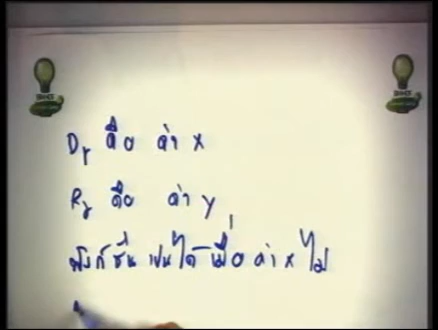 Dr คือ ค่า x
Rr คือ ค่า y
ฟังก์ชัน เป็นได้ เมื่อ ค่า x ไม่